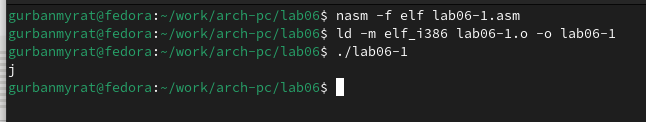 gurbanmyrat@fedora:~/work/arch-pc/lab06$ nasm -f elf lab06-1.asm
gurbanmyrat@fedora:~/work/arch-pc/lab06$ ld -m elf_i386 lab06-1.o -o lab06-1
gurbanmyrat@fedora:~/work/arch-pc/lab06$ ./lab06-1
j
gurbanmyrat@fedora:~/work/arch-pc/lab06$